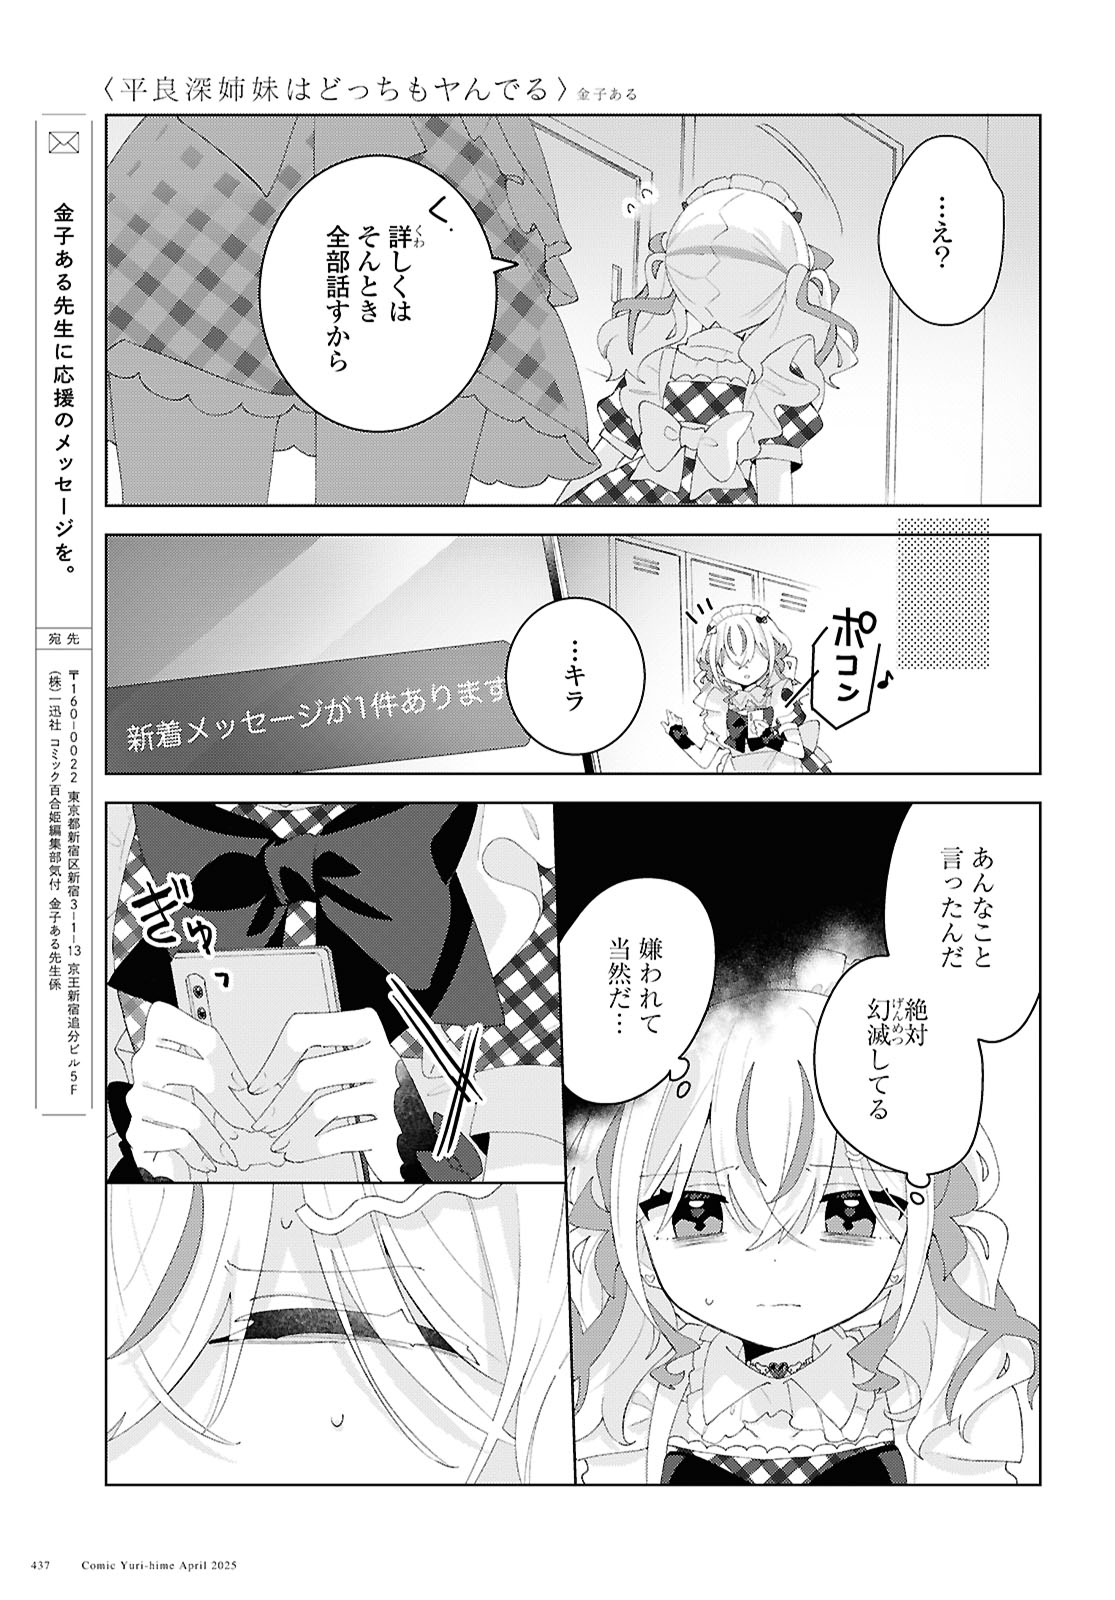 〈平良深姉妹はどっちもヤんでる〉金子ある
…え?
詳しくは
くわ
そんとき
全部話すから
ポコン♪
…キラ
新着メッセージが1件あります
あんなこと
言ったんだ
絶対
幻滅してる
げんめつ
嫌われて
当然だ…
ぎゅっ
金子ある先生に応援のメッセージを。
宛先
〒160-0022 東京都新宿区新宿3-1-13 京王新宿追分ビル5F
(株)一迅社 コミック百合姫編集部気付 金子ある先生係
437 Comic Yuri-hime April 2025